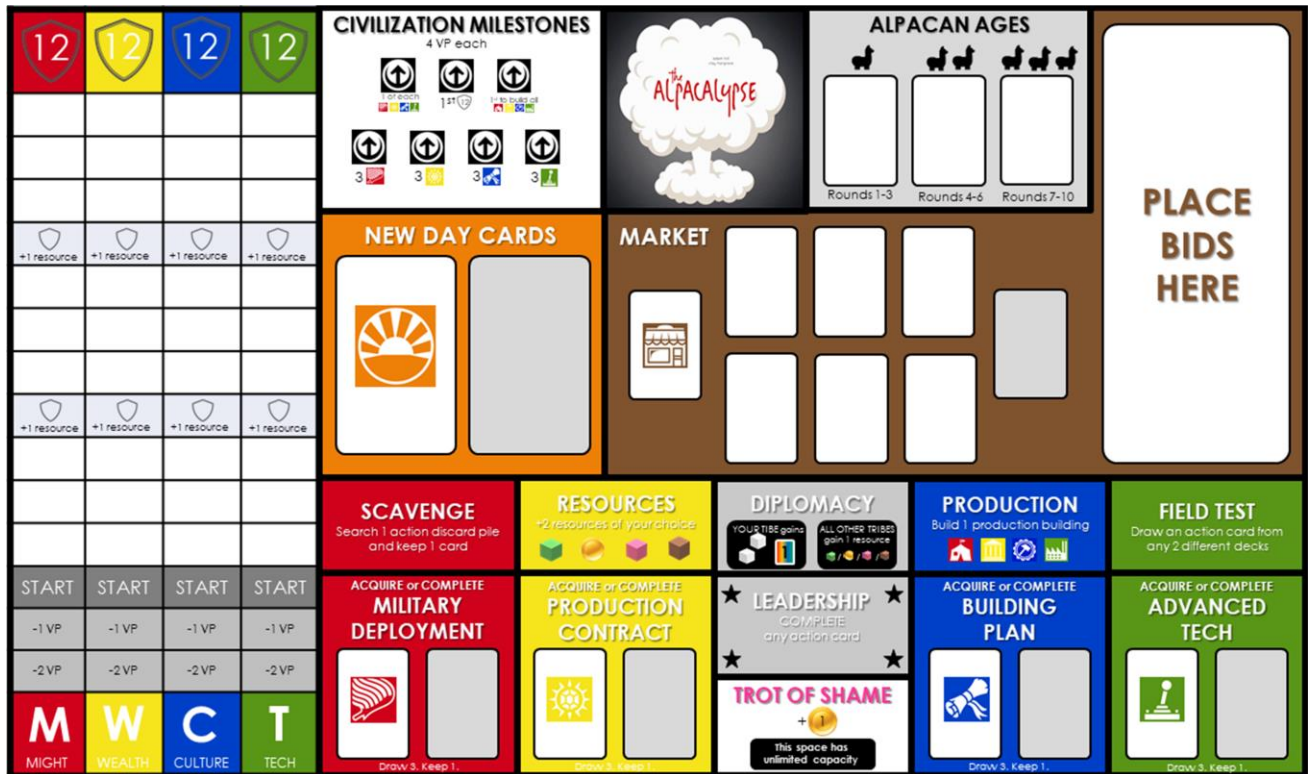 12 12 12 12
+1 resource +1 resource +1 resource +1 resource
+1 resource +1 resource +1 resource +1 resource
START START START START
-1 VP -1 VP -1 VP -1 VP
-2 VP -2 VP -2 VP -2 VP
M W C T
MIGHT WEALTH CULTURE TECH
CIVILIZATION MILESTONES
4 VP each
1 of each
1ST 12
1st to build all
3 3 3 3
the
ALPACALYPSE
ALPACAN AGES
Rounds 1-3 Rounds 4-6 Rounds 7-10
PLACE
BIDS
HERE
NEW DAY CARDS
MARKET
SCAVENGE
Search 1 action discard pile
and keep 1 card
RESOURCES
+2 resources of your choice
DIPLOMACY
YOUR TIBE gains
1
ALL OTHER TRIBES
gain 1 resource
/ / /
PRODUCTION
Build 1 production building
FIELD TEST
Draw an action card from
any 2 different decks
ACQUIRE or COMPLETE
MILITARY
DEPLOYMENT
Draw 3. Keep 1.
ACQUIRE or COMPLETE
PRODUCTION
CONTRACT
Draw 3. Keep 1.
LEADERSHIP
COMPLETE
any action card
TROT OF SHAME
+ 1
This space has
unlimited capacity
ACQUIRE or COMPLETE
BUILDING
PLAN
Draw 3. Keep 1.
ACQUIRE or COMPLETE
ADVANCED
TECH
Draw 3. Keep 1.